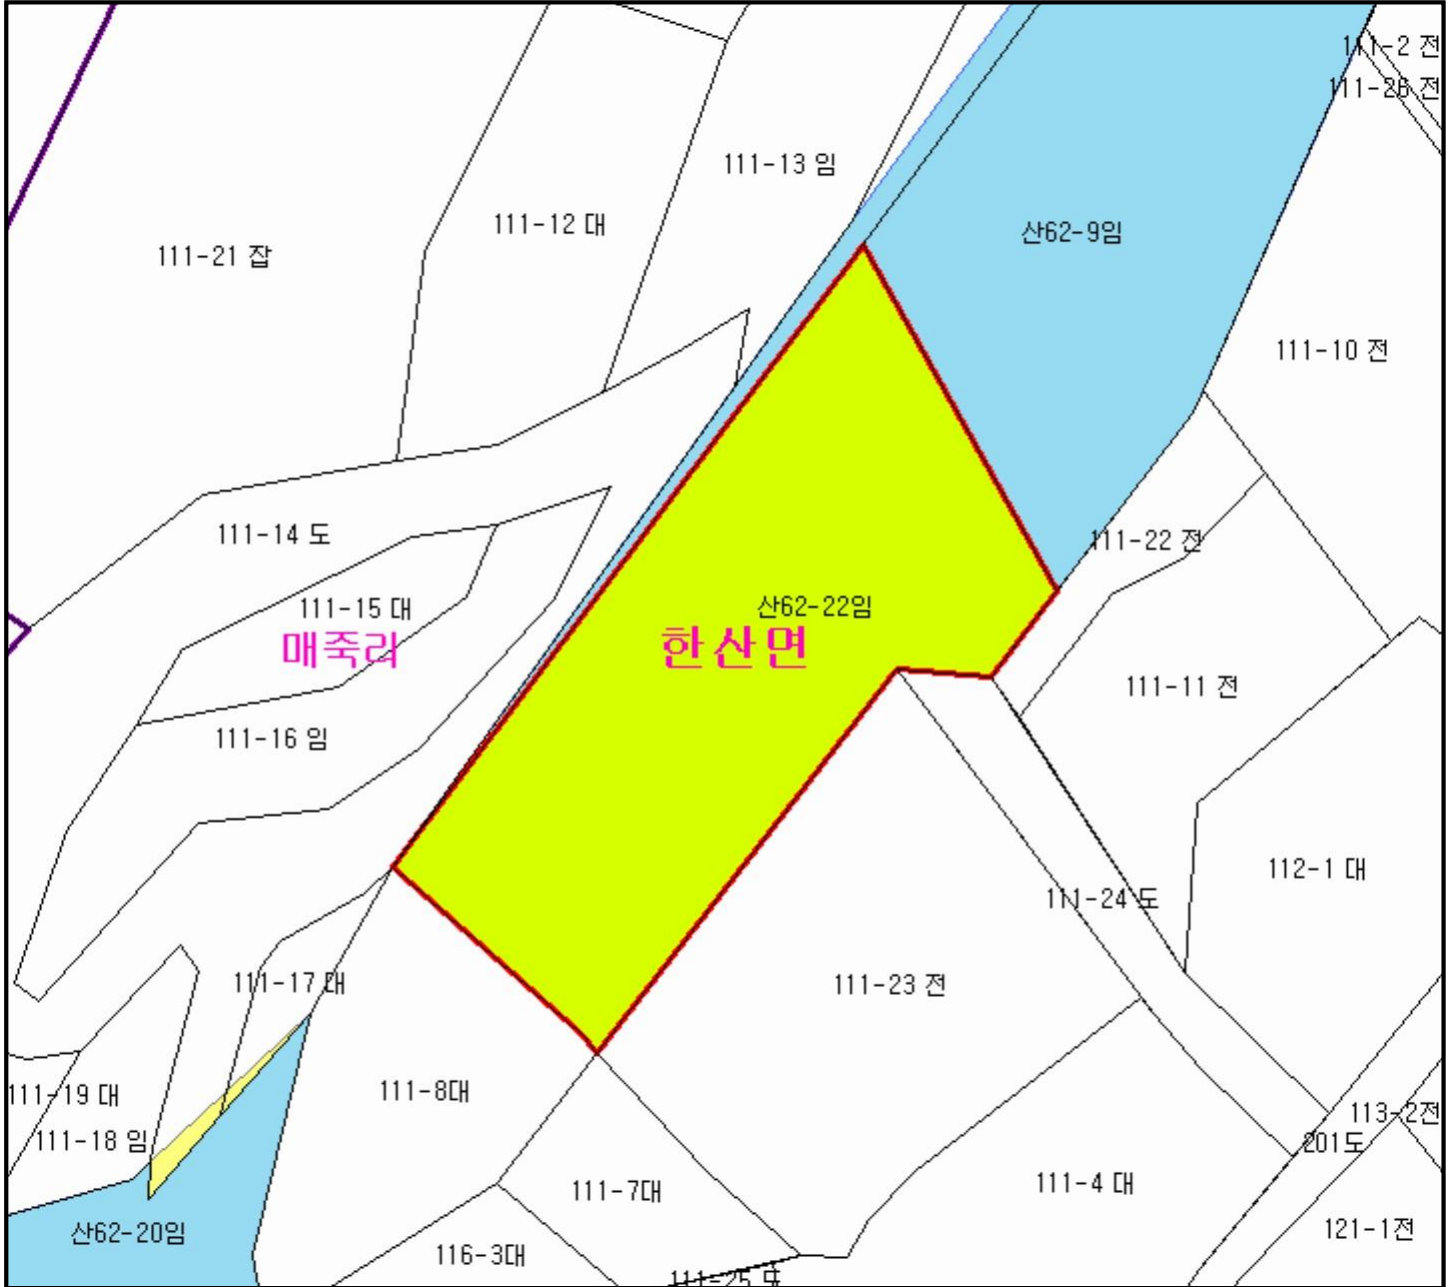 111-2 전
111-26 전
111-13 임
111-12 대
산62-9임
111-21 잡
111-10 전
111-14 도
111-22 전
111-15 대
산62-22임
매죽리
한산면
111-11 전
111-16 임
112-1 대
111-24 도
111-17 대
111-23 전
111-19 대
111-8대
113-2전
111-18 임
201도
111-7대
111-4 대
산62-20임
121-1전
116-3대
111-25